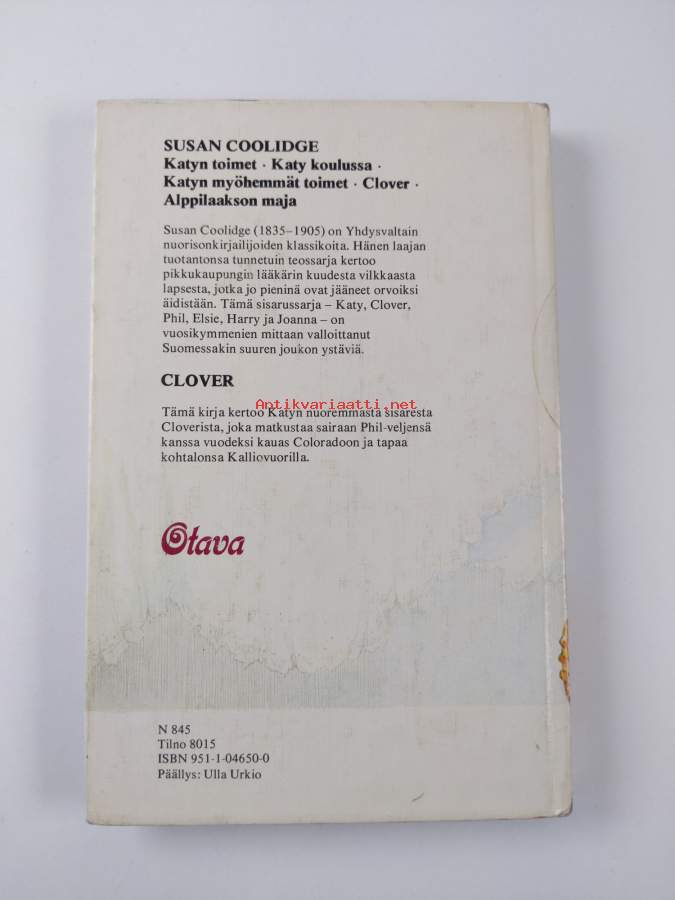 SUSAN COOLIDGE
Katyn toimet · Katy koulussa ·
Katyn myöhemmät toimet · Clover ·
Alppilaakson maja
Susan Coolidge (1835–1905) on Yhdysvaltain
nuorisonkirjailijoiden klassikoita. Hänen laajan
tuotantonsa tunnetuin teossarja kertoo
pikkukaupungin lääkärin kuudesta vilkkaasta
lapsesta, jotka jo pieninä ovat jääneet orvoiksi
äidistään. Tämä sisarussarja – Katy, Clover,
Phil, Elsie, Harry ja Joanna – on
vuosikymmenien mittaan valloittanut
Suomessakin suuren joukon ystäviä.
CLOVER
Antikvariaatti.net
Tämä kirja kertoo Katyn nuoremmasta sisaresta
Cloverista, joka matkustaa sairaan Phil-veljensä
kanssa vuodeksi kauas Coloradoon ja tapaa
kohtalonsa Kalliovuorilla.
Otava
N 845
Tilno 8015
ISBN 951-1-04650-0
Päällys: Ulla Urkio